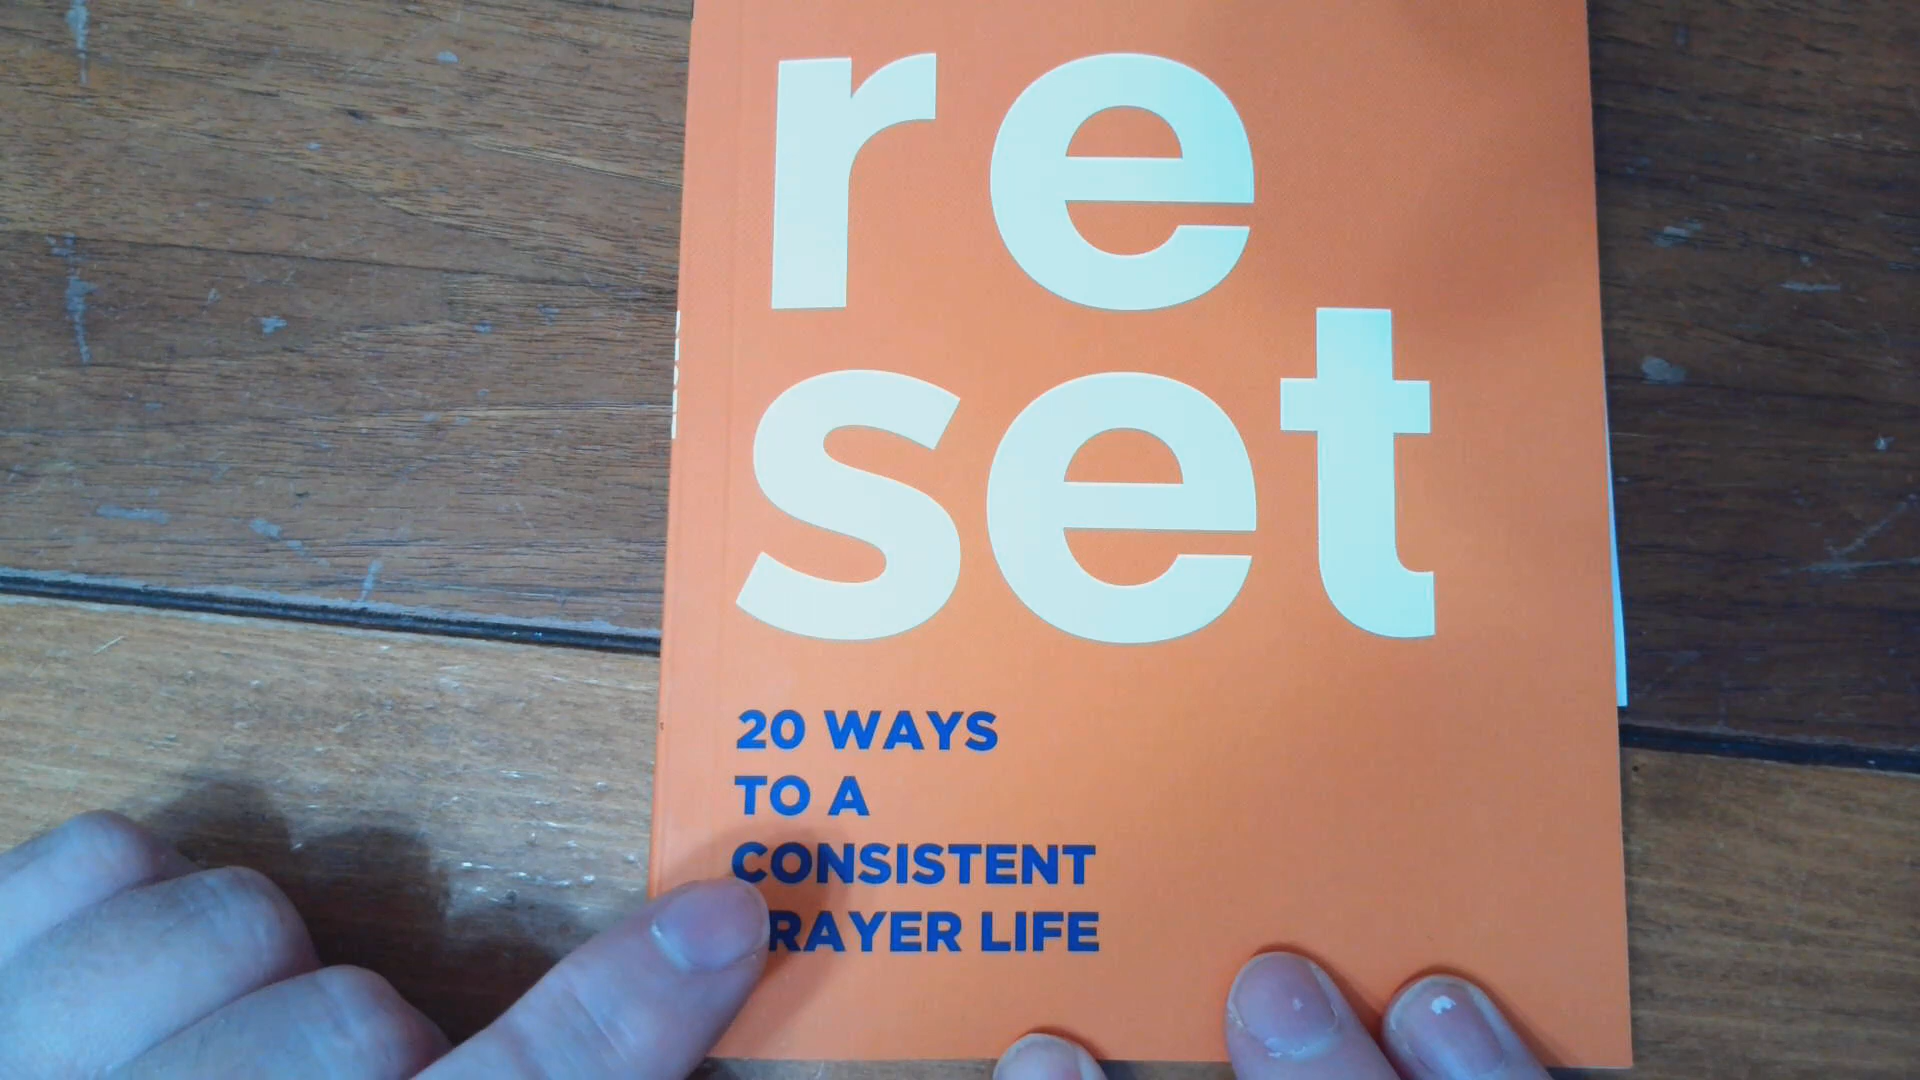 re
set
20 WAYS
TO A
CONSISTENT
RAYER LIFE